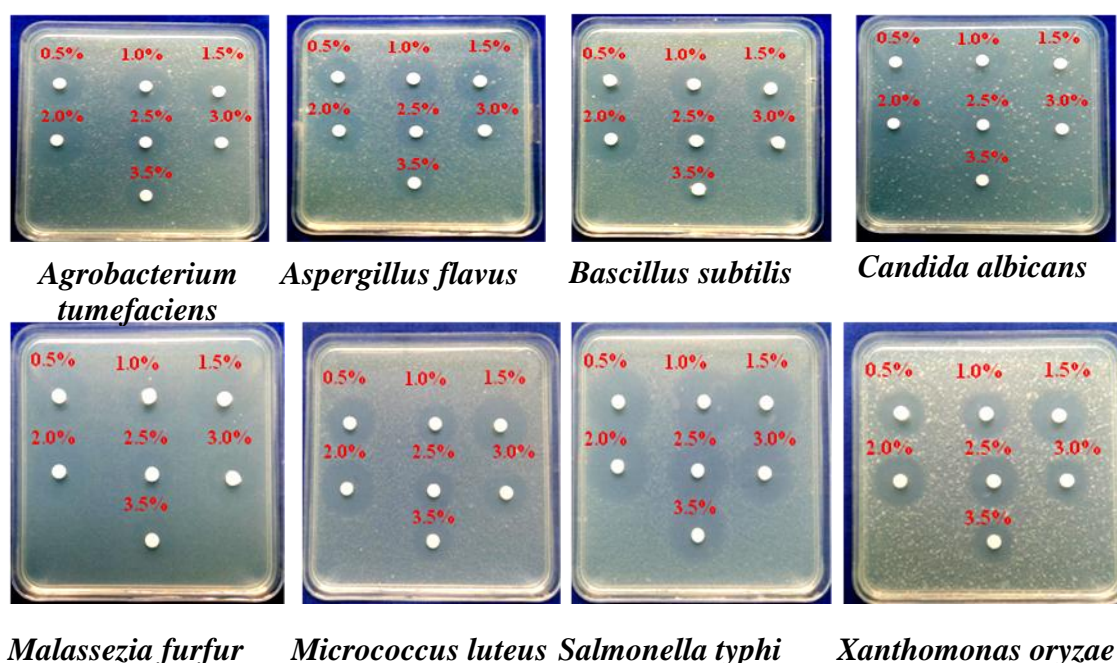 0.5% 1.0% 1.5%
2.0% 2.5% 3.0%
3.5%
0.5% 1.0% 1.5%
2.0% 2.5% 3.0%
3.5%
0.5% 1.0% 1.5%
2.0% 2.5% 3.0%
3.5%
0.5% 1.0% 1.5%
2.0% 2.5% 3.0%
3.5%
Agrobacterium
tumefaciens
Aspergillus flavus
Bascillus subtilis
Candida albicans
0.5% 1.0% 1.5%
2.0% 2.5% 3.0%
3.5%
0.5% 1.0% 1.5%
2.0% 2.5% 3.0%
3.5%
0.5% 1.0% 1.5%
2.0% 2.5% 3.0%
3.5%
0.5% 1.0% 1.5%
2.0% 2.5% 3.0%
3.5%
Malassezia furfur
Micrococcus luteus
Salmonella typhi
Xanthomonas oryzae